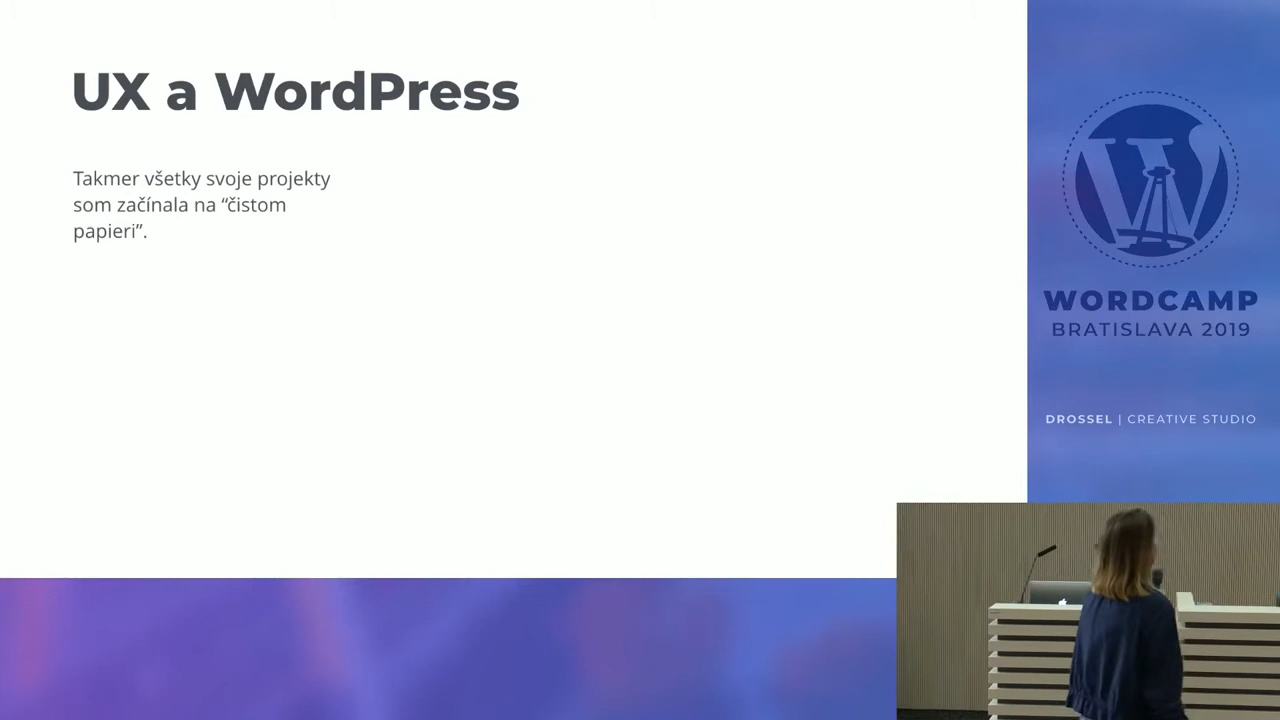 UX a WordPress
Takmer všetky svoje projekty
som začínala na “čistom
papieri”.
WORDCAMP
BRATISLAVA 2019
DROSSEL | CREATIVE STUDIO